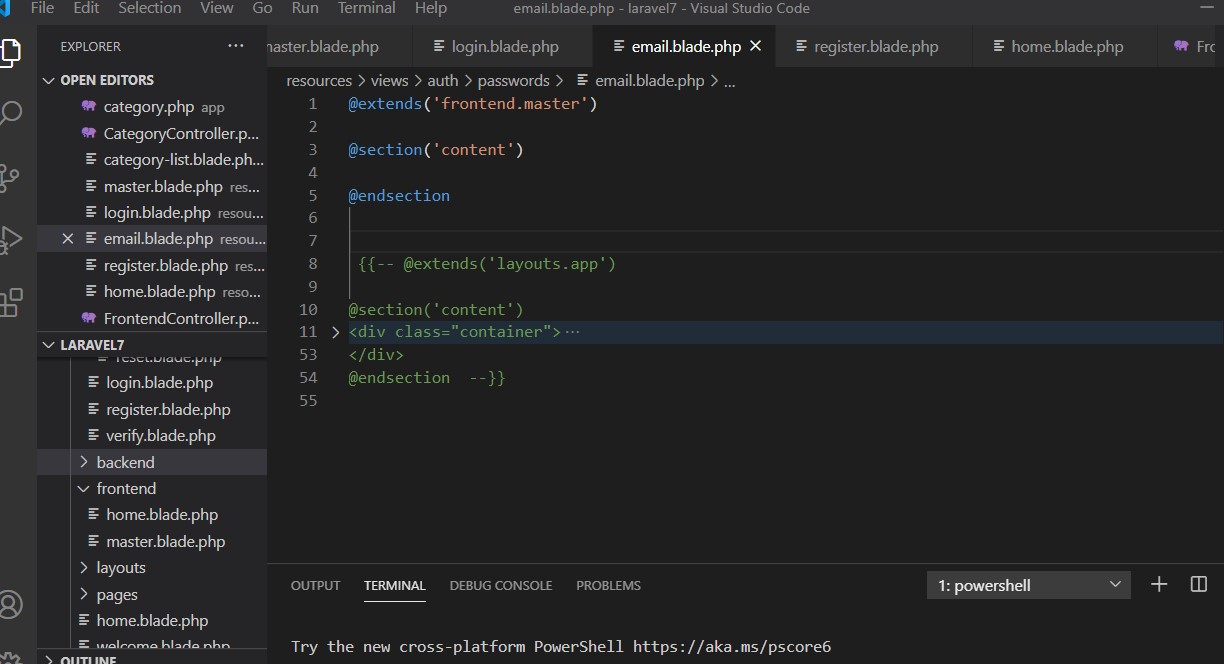 File Edit Selection View Go Run Terminal Help email.blade.php - laravel7 - Visual Studio Code
EXPLORER ···
OPEN EDITORS
category.php app
CategoryController.p...
category-list.blade.ph...
master.blade.php res...
login.blade.php resou...
email.blade.php resou...
register.blade.php res...
home.blade.php reso...
FrontendController.p...
LARAVEL7
reset.blade.php
login.blade.php
register.blade.php
verify.blade.php
backend
frontend
home.blade.php
master.blade.php
layouts
pages
home.blade.php
welcome.blade.php
OUTLINE
aster.blade.php login.blade.php email.blade.php register.blade.php home.blade.php Fro
resources > views > auth > passwords > email.blade.php > ...
1 @extends('frontend.master')
2
3 @section('content')
4
5 @endsection
6
7
8 {{-- @extends('layouts.app')
9
10 @section('content')
11 <div class="container"> ···
53 </div>
54 @endsection --}}
55
OUTPUT TERMINAL DEBUG CONSOLE PROBLEMS 1: powershell
Try the new cross-platform PowerShell https://aka.ms/pscore6